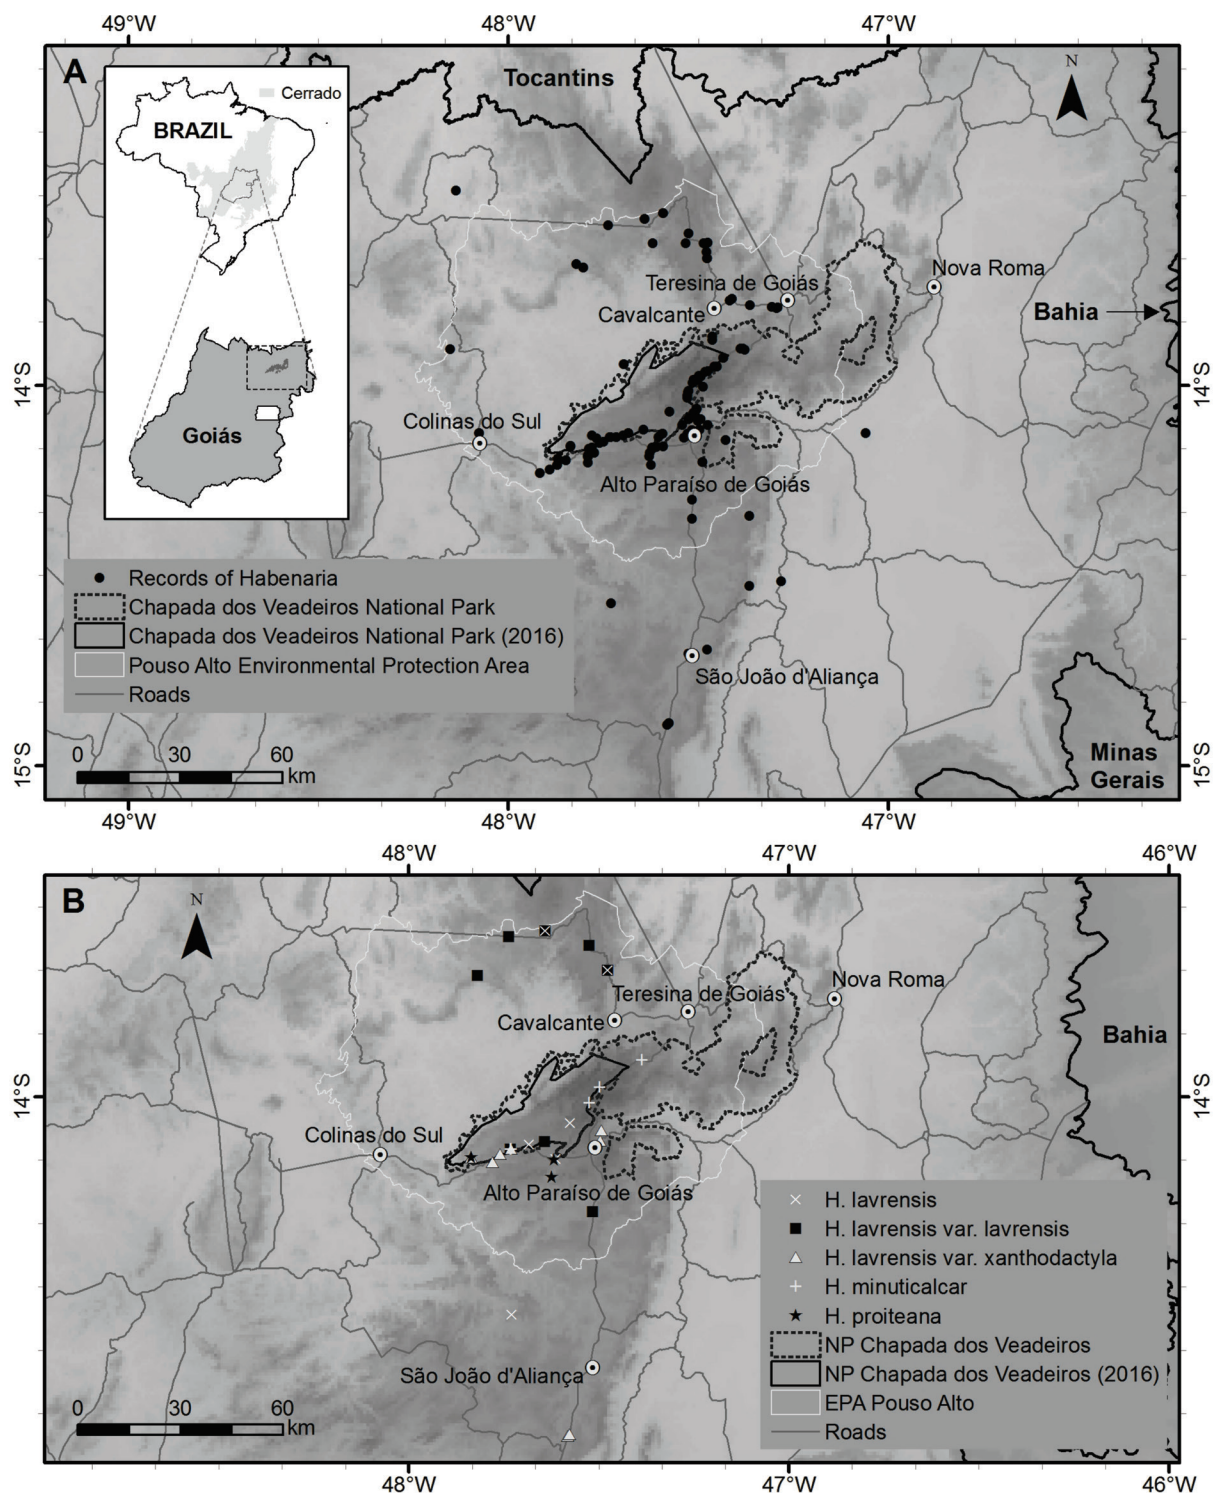 49°W 48°W 47°W
A
N
Tocantins
Cerrado
BRAZIL
Goiás
Nova Roma
Teresina de Goiás
Cavalcante
Bahia
14°S 14°S
Colinas do Sul
Alto Paraíso de Goiás
Records of Habenaria
Chapada dos Veadeiros National Park
Chapada dos Veadeiros National Park (2016)
Pouso Alto Environmental Protection Area
Roads
São João d'Aliança
0 30 60
km
Minas
Gerais
15°S 15°S
49°W 48°W 47°W
48°W 47°W 46°W
B
N
Nova Roma
Teresina de Goiás
Cavalcante
Bahia
14°S 14°S
Colinas do Sul
Alto Paraíso de Goiás
H. lavrensis
H. lavrensis var. lavrensis
H. lavrensis var. xanthodactyla
H. minuticalcar
H. proiteana
NP Chapada dos Veadeiros
NP Chapada dos Veadeiros (2016)
EPA Pouso Alto
Roads
São João d'Aliança
0 30 60
km
48°W 47°W 46°W